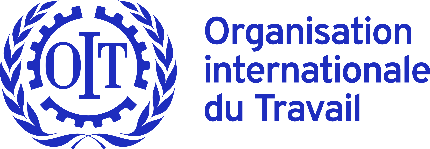 OIT
Organisation
internationale
du Travail